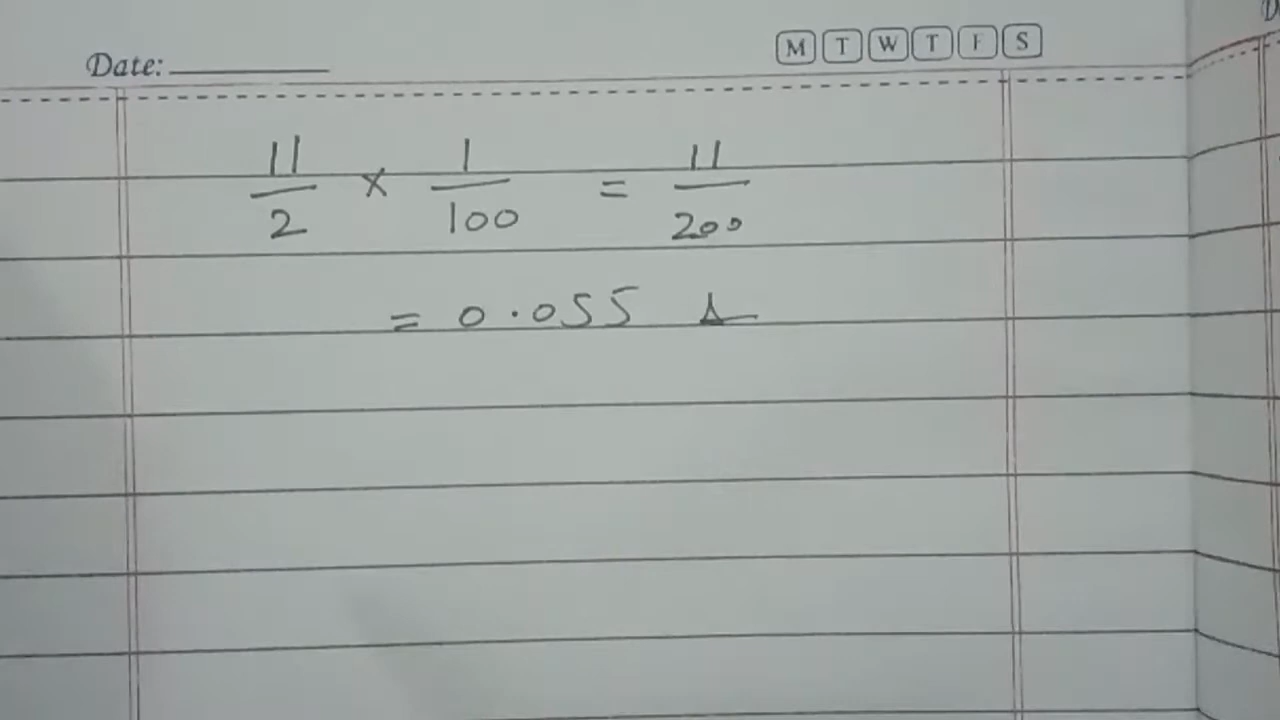 Date:
M T W T F S
11/2 × 1/100 = 11/200
= 0.055